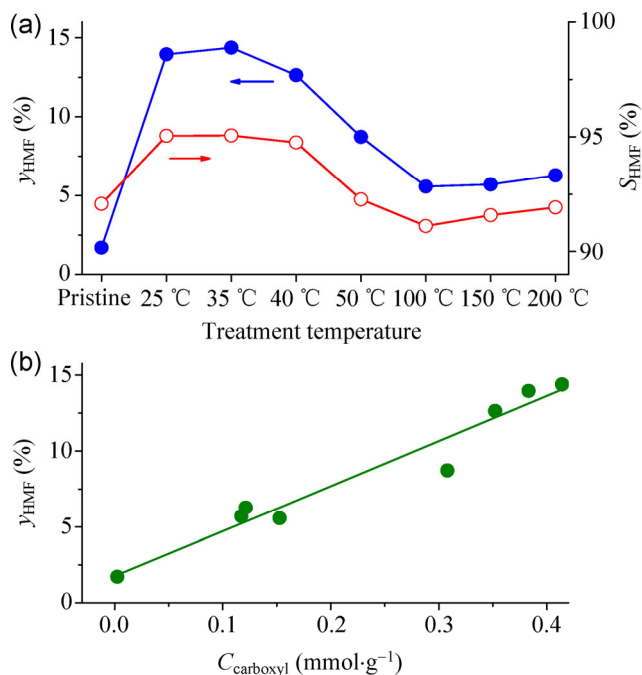 (a)
100
15
10
95
5
90
0
y_HMF (%)
S_HMF (%)
Pristine 25 ℃ 35 ℃ 40 ℃ 50 ℃ 100 ℃ 150 ℃ 200 ℃
Treatment temperature
(b)
15
10
5
0
y_HMF (%)
0.0 0.1 0.2 0.3 0.4
C_carboxyl (mmol·g⁻¹)